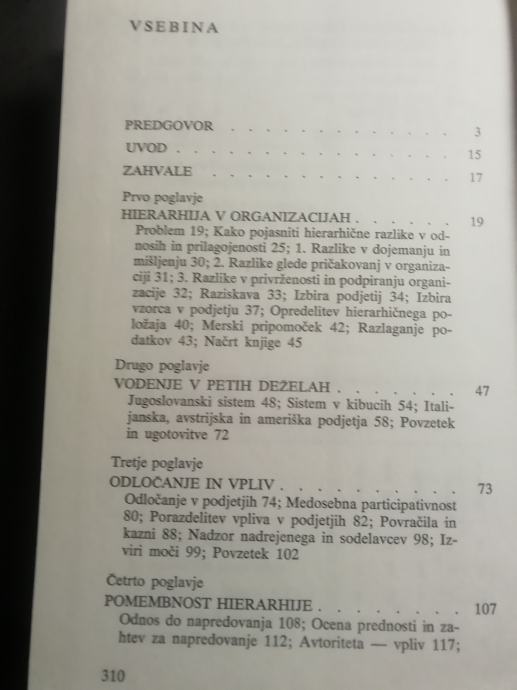 VSEBINA
PREDGOVOR . . . . . . . . . . . . . 3
UVOD . . . . . . . . . . . . . . . 15
ZAHVALE . . . . . . . . . . . . . 17
Prvo poglavje
HIERARHIJA V ORGANIZACIJAH . . . . . . 19
Problem 19; Kako pojasniti hierarhične razlike v od-
nosih in prilagojenosti 25; 1. Razlike v dojemanju in
mišljenju 30; 2. Razlike glede pričakovanj v organiza-
ciji 31; 3. Razlike v privrženosti in podpiranju organi-
zacije 32; Raziskava 33; Izbira podjetij 34; Izbira
vzorca v podjetju 37; Opredelitev hierarhičnega po-
ložaja 40; Merski pripomoček 42; Razlaganje po-
datkov 43; Načrt knjige 45
Drugo poglavje
VODENJE V PETIH DEŽELAH . . . . . . . 47
Jugoslovanski sistem 48; Sistem v kibucih 54; Itali-
janska, avstrijska in ameriška podjetja 58; Povzetek
in ugotovitve 72
Tretje poglavje
ODLOČANJE IN VPLIV . . . . . . . . . 73
Odločanje v podjetjih 74; Medosebna participativnost
80; Porazdelitev vpliva v podjetjih 82; Povračila in
kazni 88; Nadzor nadrejenega in sodelavcev 98; Iz-
viri moči 99; Povzetek 102
Četrto poglavje
POMEMBNOST HIERARHIJE . . . . . . . . 107
Odnos do napredovanja 108; Ocena prednosti in za-
htev za napredovanje 112; Avtoriteta — vpliv 117;
310